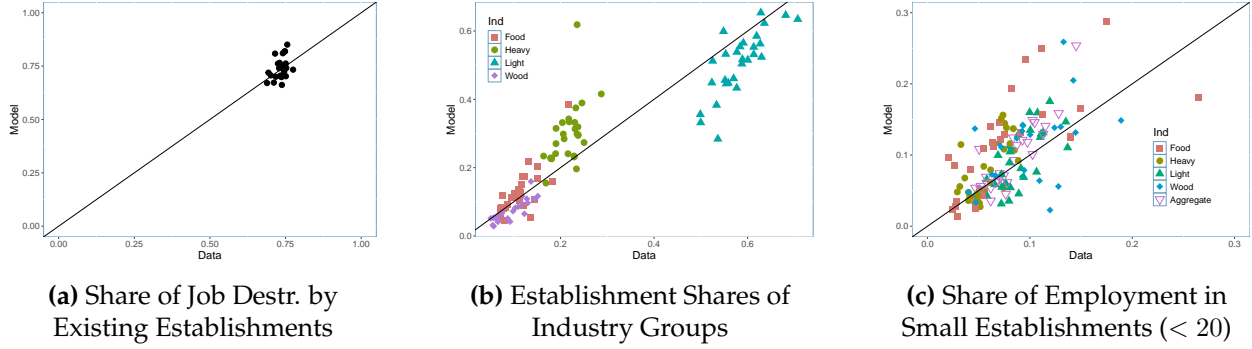 1.00
0.75
0.50
0.25
0.00
Model
0.00
0.25
0.50
0.75
1.00
Data
(a) Share of Job Destr. by
Existing Establishments
0.6
0.4
0.2
0.0
Model
Ind
Food
Heavy
Light
Wood
0.2
0.4
0.6
Data
(b) Establishment Shares of
Industry Groups
0.3
0.2
0.1
0.0
Model
Ind
Food
Heavy
Light
Wood
Aggregate
0.0
0.1
0.2
0.3
Data
(c) Share of Employment in
Small Establishments (< 20)